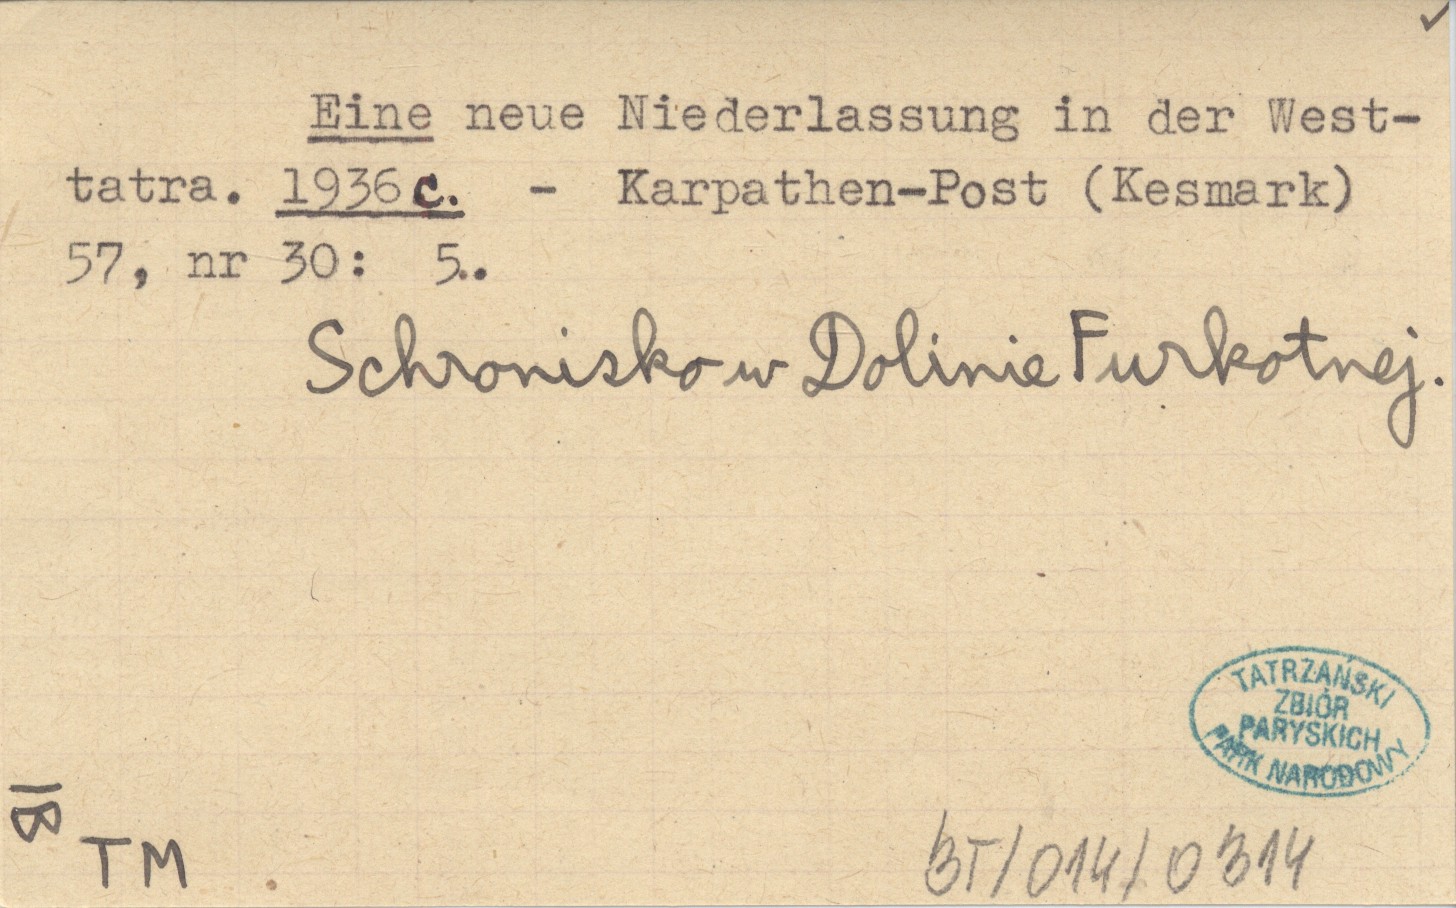 Eine neue Niederlassung in der West-
tatra. 1936 c. - Karpathen-Post (Kesmark)
57, nr 30: 5..
Schronisko w Dolinie Furkotnej.
TATRZAŃSKI
ZBIÓR
PARYSKICH
PARK NARODOWY
IB
TM
BT/014/0314